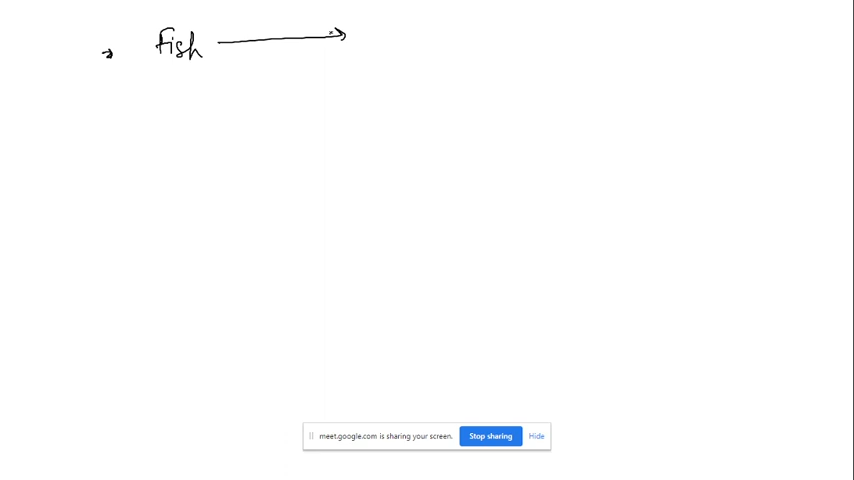 → Fish →
meet.google.com is sharing your screen. Stop sharing Hide